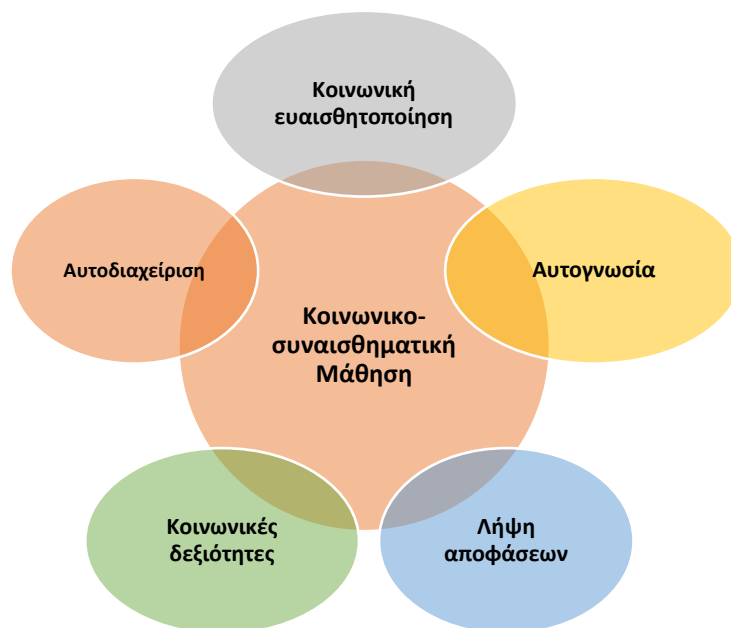 Κοινωνική
ευαισθητοποίηση
Αυτοδιαχείριση
Αυτογνωσία
Κοινωνικο-
συναισθηματική
Μάθηση
Κοινωνικές
δεξιότητες
Λήψη
αποφάσεων